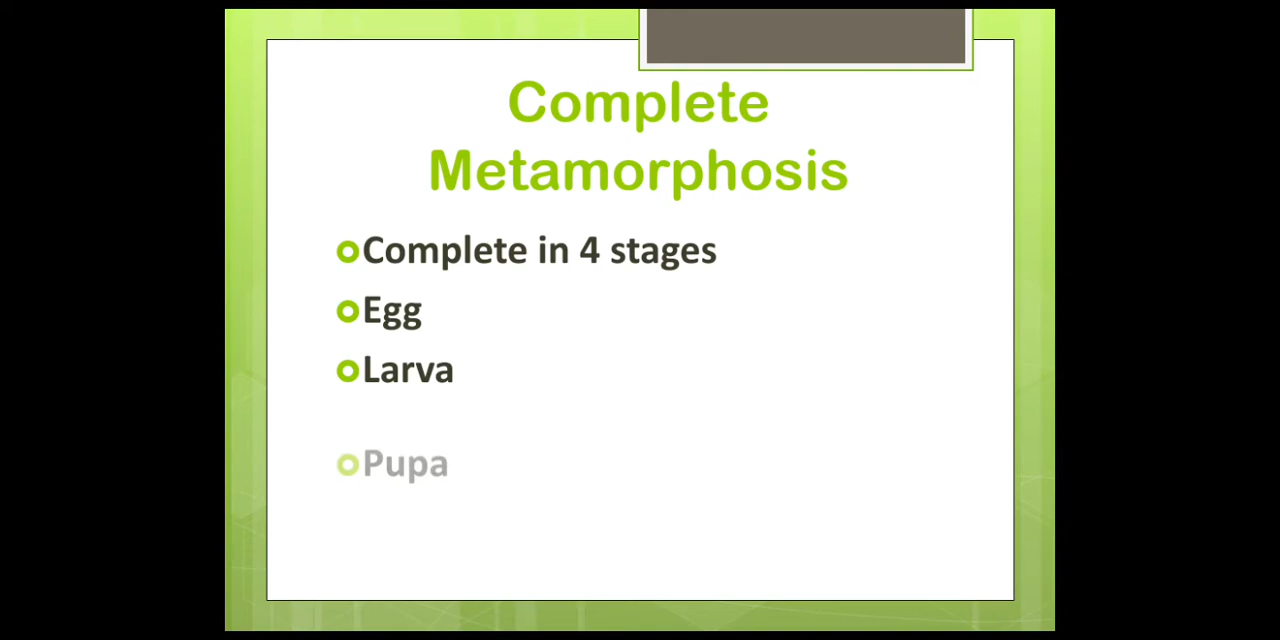 Complete
Metamorphosis
Complete in 4 stages
Egg
Larva
Pupa